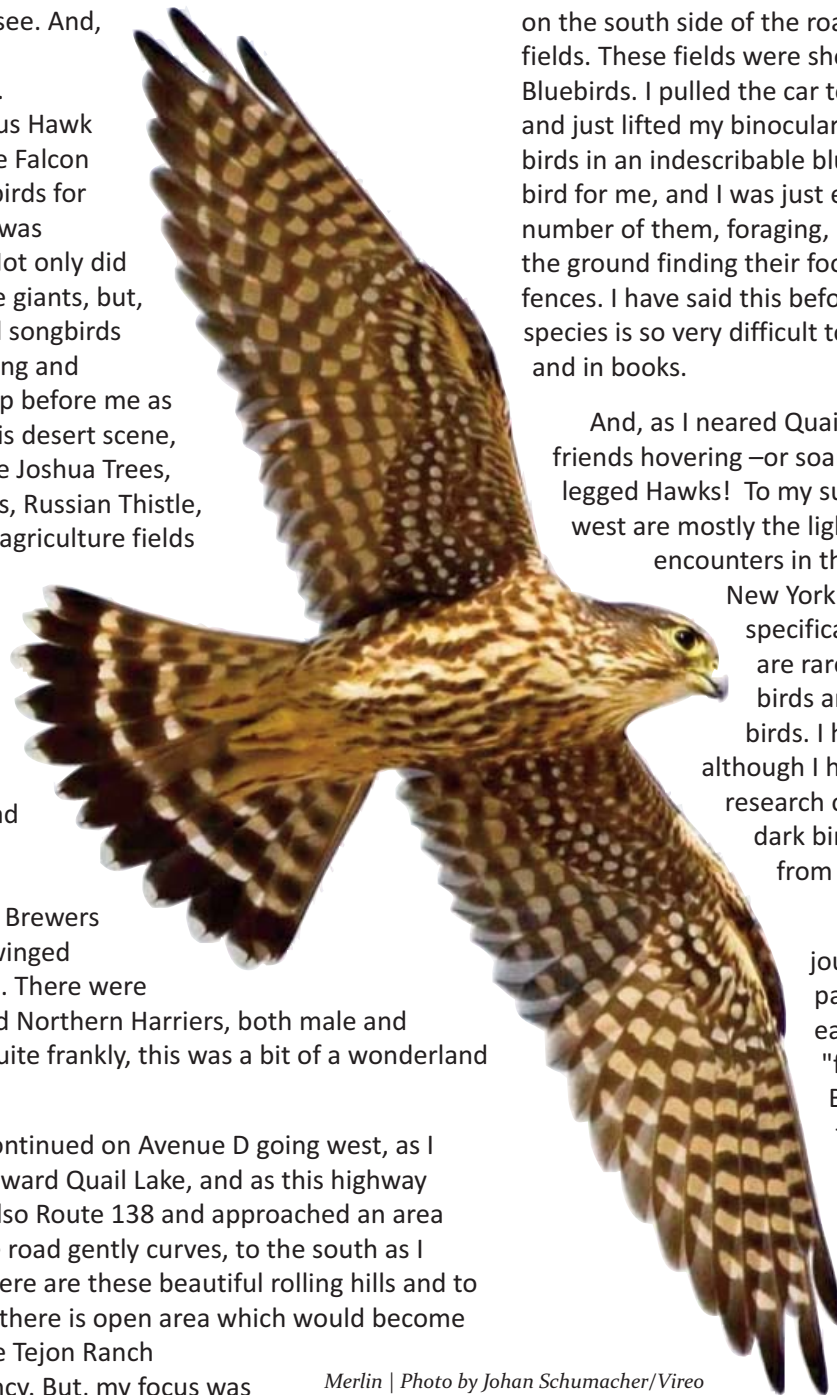 see. And,
.
us Hawk
e Falcon
birds for
was
Not only did
e giants, but,
d songbirds
ng and
p before me as
is desert scene,
e Joshua Trees,
s, Russian Thistle,
agriculture fields
nd
Brewers
winged
. There were
d Northern Harriers, both male and
uite frankly, this was a bit of a wonderland
ontinued on Avenue D going west, as I
ward Quail Lake, and as this highway
lso Route 138 and approached an area
road gently curves, to the south as I
ere are these beautiful rolling hills and to
there is open area which would become
e Tejon Ranch
ncy. But, my focus was
on the south side of the roa
fields. These fields were sh
Bluebirds. I pulled the car t
and just lifted my binocular
birds in an indescribable blu
bird for me, and I was just e
number of them, foraging,
the ground finding their foo
fences. I have said this befo
species is so very difficult t
and in books.
And, as I neared Quai
friends hovering –or soa
legged Hawks! To my su
west are mostly the ligh
encounters in th
New York
specifica
are rar
birds a
birds. I h
although I h
research
dark bi
from
jou
pa
ea
"f
Merlin | Photo by Johan Schumacher/Vireo